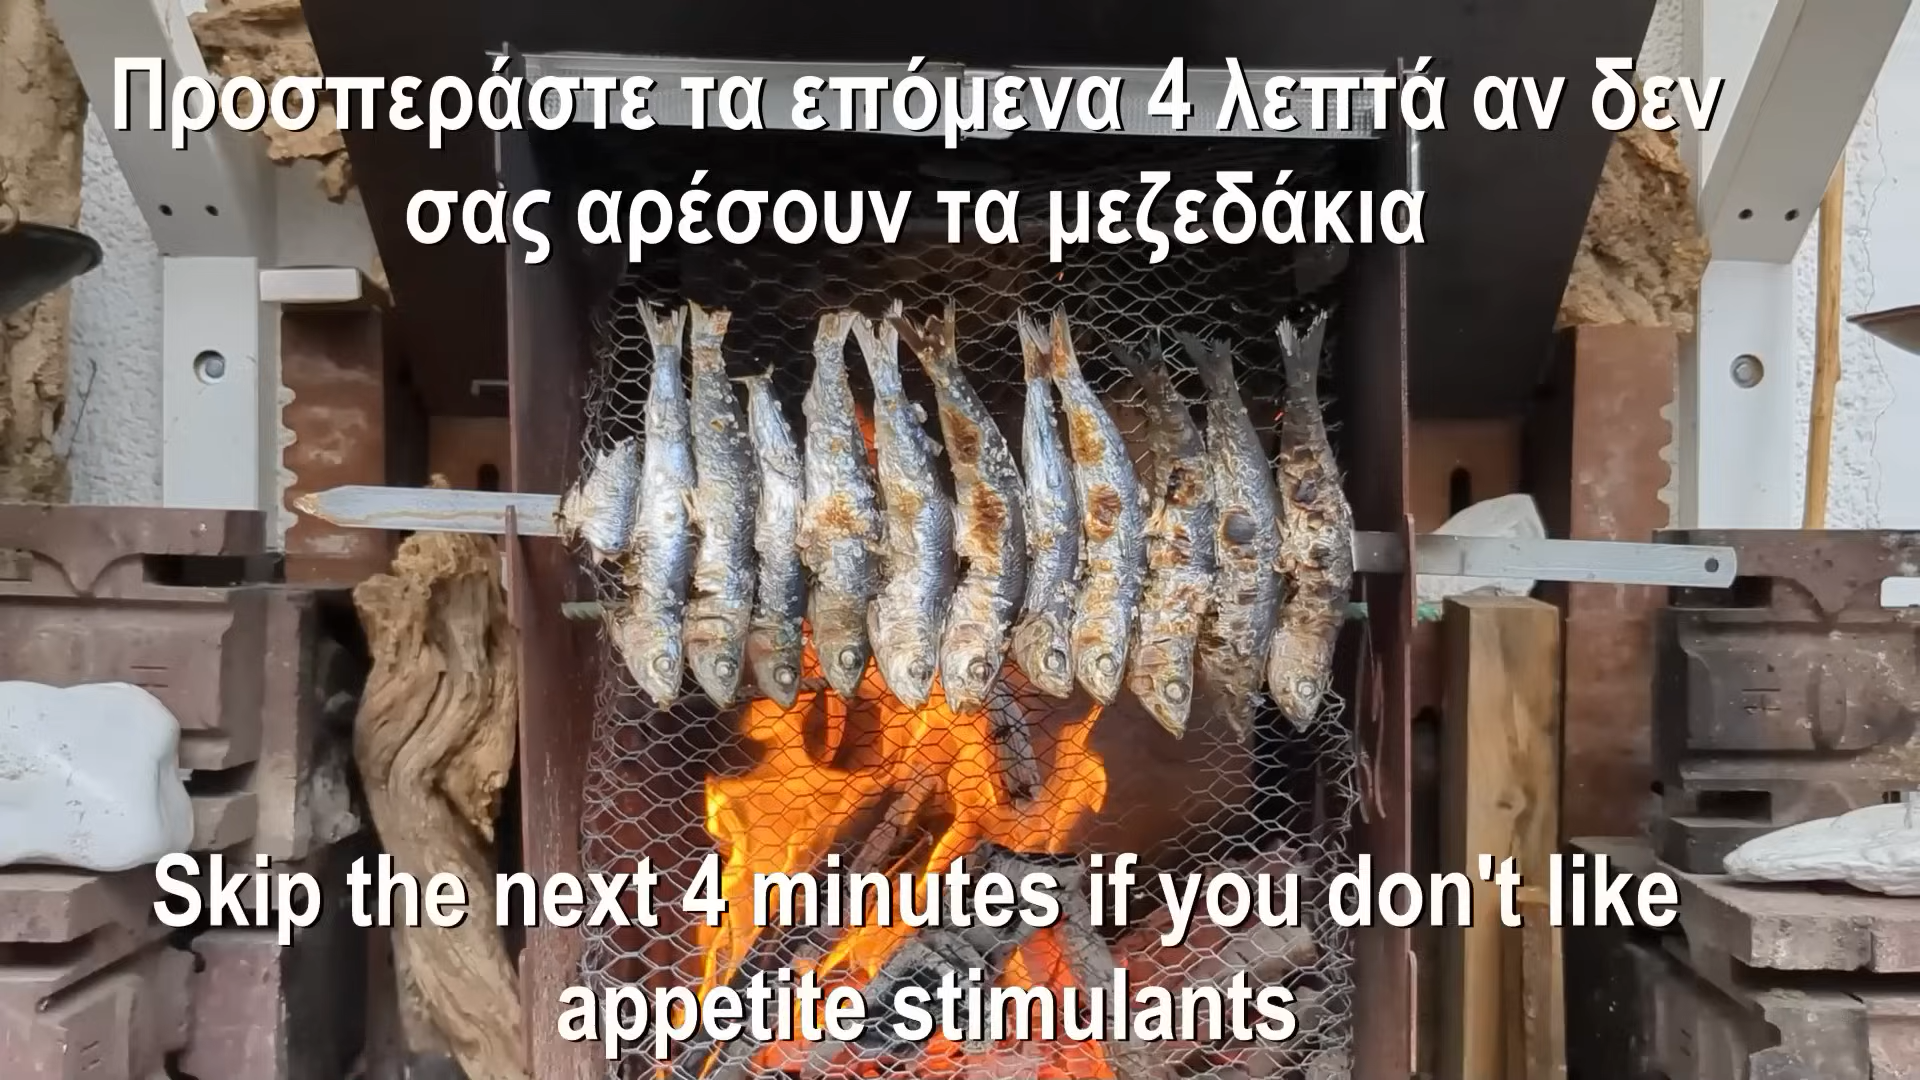 Προσπεράστε τα επόμενα 4 λεπτά αν δεν
σας αρέσουν τα μεζεδάκια
Skip the next 4 minutes if you don't like
appetite stimulants